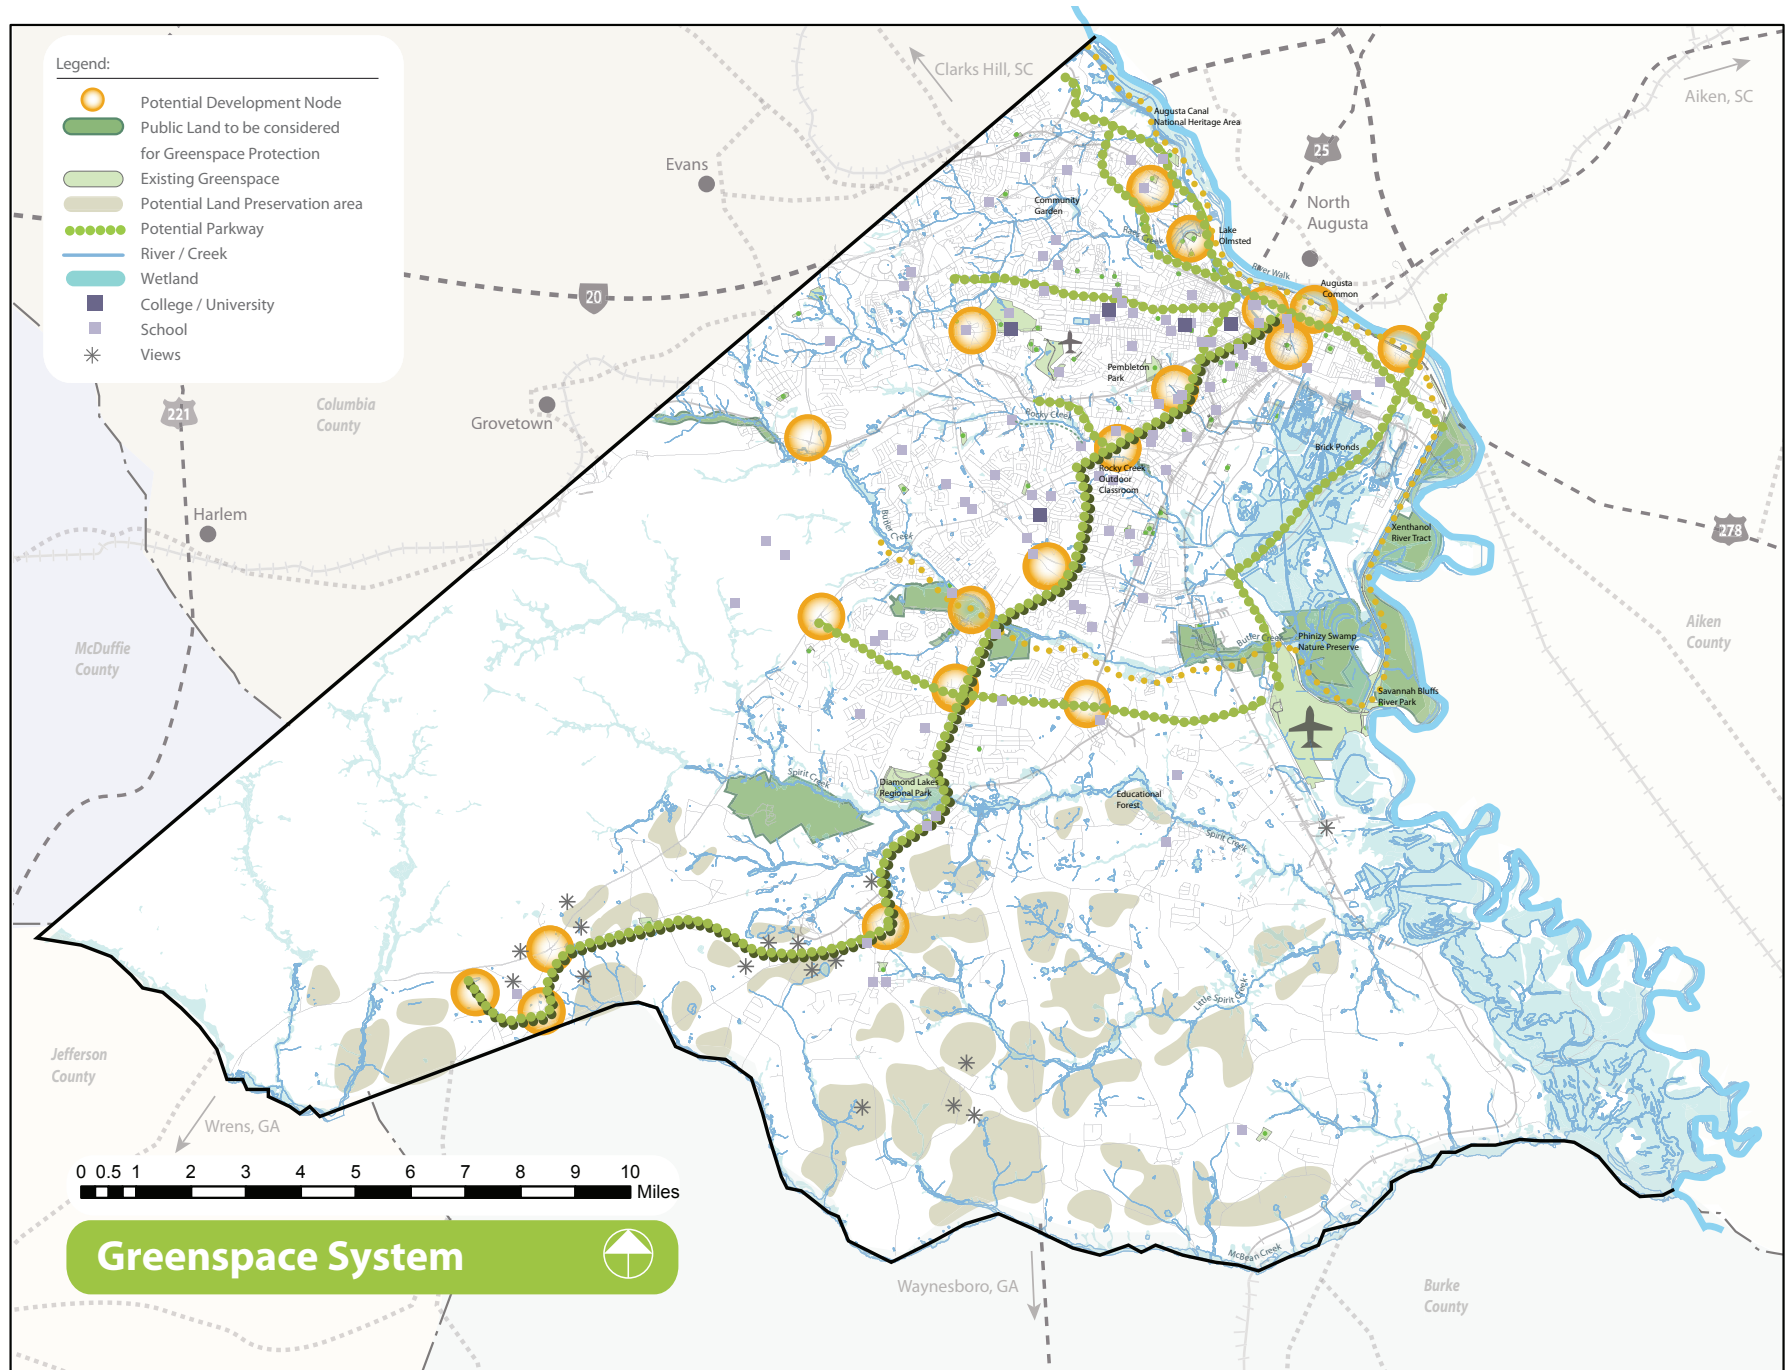 Legend:
Potential Development Node
Public Land to be considered
for Greenspace Protection
Existing Greenspace
Potential Land Preservation area
Potential Parkway
River / Creek
Wetland
College / University
School
Views
Clarks Hill, SC
Aiken, SC
Augusta Canal
National Heritage Area
25
Evans
North
Augusta
Community
Garden
Rae's Creek
Lake
Olmsted
River Walk
Augusta
Common
20
221
Columbia
County
Grovetown
Pembleton
Park
Rocky Creek
Brick Ponds
Rocky Creek
Outdoor
Classroom
Harlem
Butler Creek
Xenthanol
River Tract
278
McDuffie
County
Butler Creek
Phinizy Swamp
Nature Preserve
Aiken
County
Savannah Bluffs
River Park
Spirit Creek
Diamond Lakes
Regional Park
Educational
Forest
Spirit Creek
Little Spirit Creek
Jefferson
County
Wrens, GA
0 0.5 1 2 3 4 5 6 7 8 9 10
Miles
Greenspace System
McBean Creek
Waynesboro, GA
Burke
County